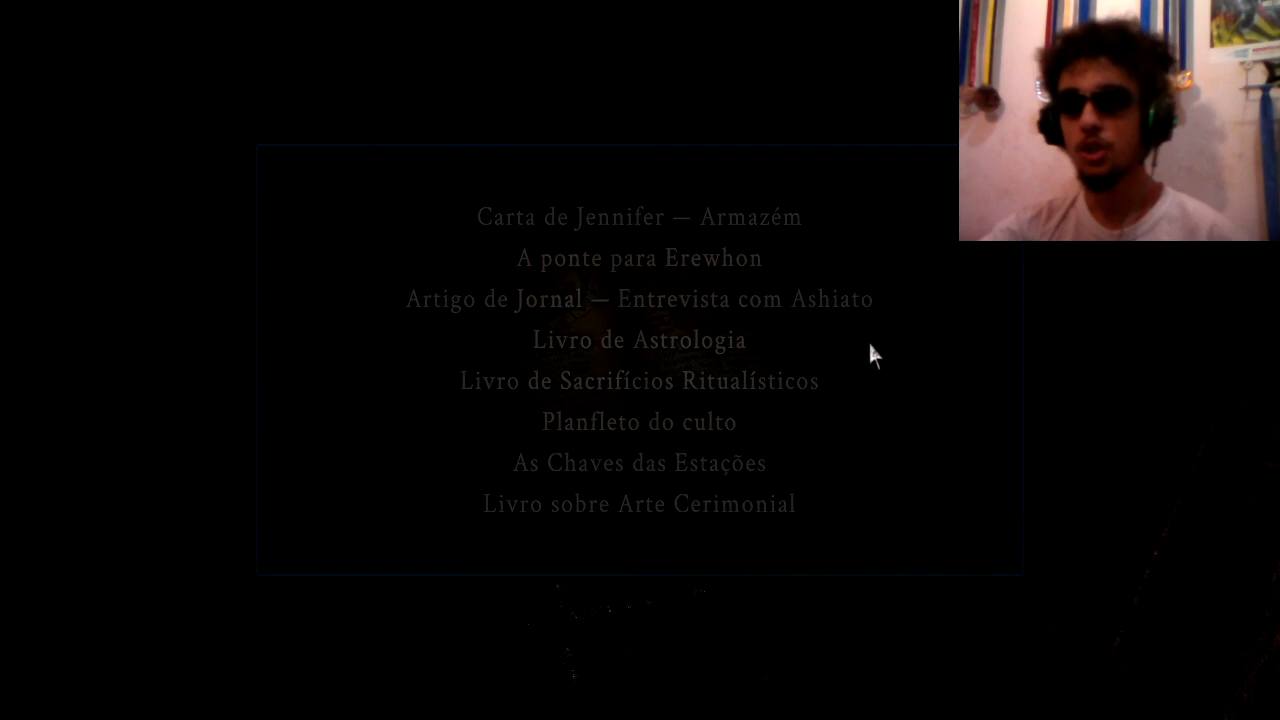 Carta de Jennifer — Armazém
A ponte para Erewhon
Artigo de Jornal — Entrevista com Ashiato
Livro de Astrologia
Livro de Sacrifícios Ritualísticos
Planfleto do culto
As Chaves das Estações
Livro sobre Arte Cerimonial